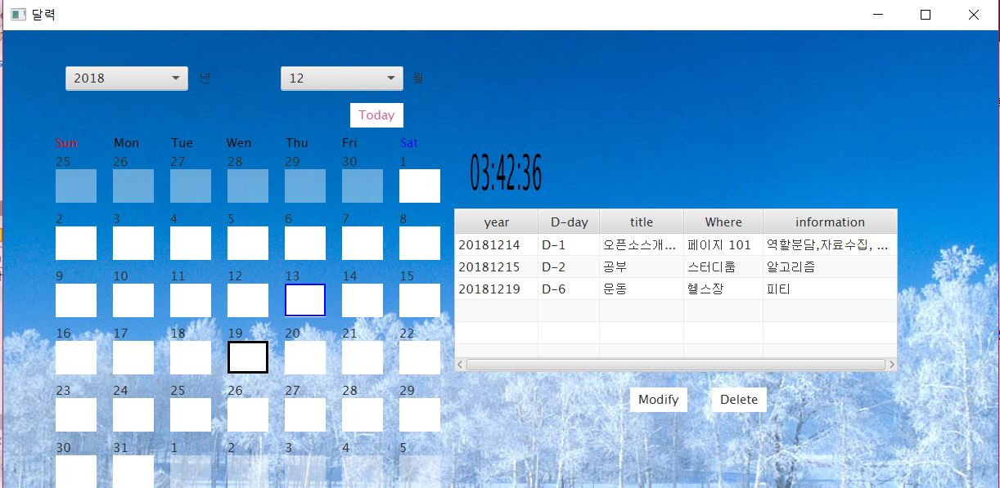 달력
2018 년 12 월
Today
Sun Mon Tue Wen Thu Fri Sat
25 26 27 28 29 30 1
2 3 4 5 6 7 8
9 10 11 12 13 14 15
16 17 18 19 20 21 22
23 24 25 26 27 28 29
30 31 1 2 3 4 5
03:42:36
year D-day title Where information
20181214 D-1 오픈소스개... 페이지 101 역할분담,자료수집, ...
20181215 D-2 공부 스터디룸 알고리즘
20181219 D-6 운동 헬스장 피티
Modify Delete